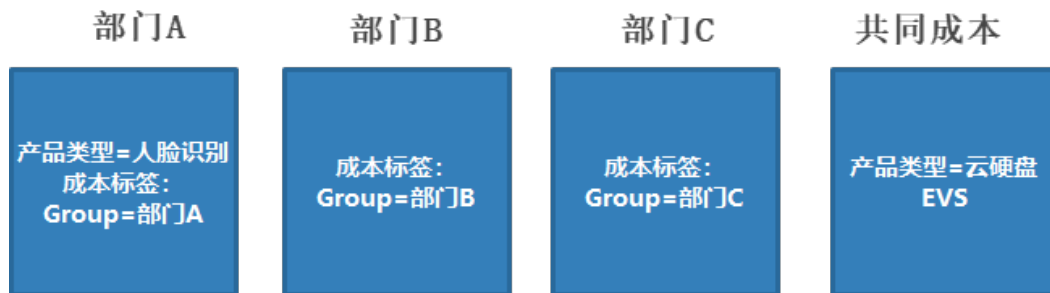 部门A
部门B
部门C
共同成本
产品类型=人脸识别
成本标签：
Group=部门A
成本标签：
Group=部门B
成本标签：
Group=部门C
产品类型=云硬盘
EVS